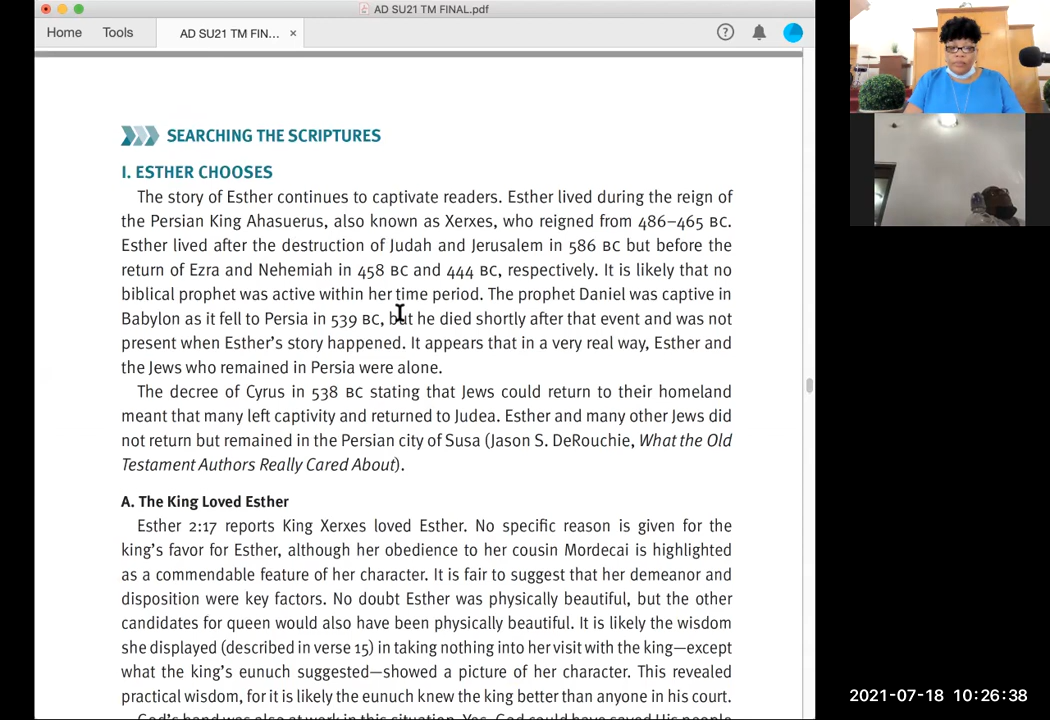 AD SU21 TM FINAL.pdf
Home Tools AD SU21 TM FIN... ×
SEARCHING THE SCRIPTURES
I. ESTHER CHOOSES
The story of Esther continues to captivate readers. Esther lived during the reign of
the Persian King Ahasuerus, also known as Xerxes, who reigned from 486–465 BC.
Esther lived after the destruction of Judah and Jerusalem in 586 BC but before the
return of Ezra and Nehemiah in 458 BC and 444 BC, respectively. It is likely that no
biblical prophet was active within her time period. The prophet Daniel was captive in
Babylon as it fell to Persia in 539 BC, but he died shortly after that event and was not
present when Esther's story happened. It appears that in a very real way, Esther and
the Jews who remained in Persia were alone.
The decree of Cyrus in 538 BC stating that Jews could return to their homeland
meant that many left captivity and returned to Judea. Esther and many other Jews did
not return but remained in the Persian city of Susa (Jason S. DeRouchie, What the Old
Testament Authors Really Cared About).
A. The King Loved Esther
Esther 2:17 reports King Xerxes loved Esther. No specific reason is given for the
king's favor for Esther, although her obedience to her cousin Mordecai is highlighted
as a commendable feature of her character. It is fair to suggest that her demeanor and
disposition were key factors. No doubt Esther was physically beautiful, but the other
candidates for queen would also have been physically beautiful. It is likely the wisdom
she displayed (described in verse 15) in taking nothing into her visit with the king—except
what the king's eunuch suggested—showed a picture of her character. This revealed
practical wisdom, for it is likely the eunuch knew the king better than anyone in his court.
God's hand was also at work in this situation. Yes, God could have saved His people
2021-07-18 10:26:38